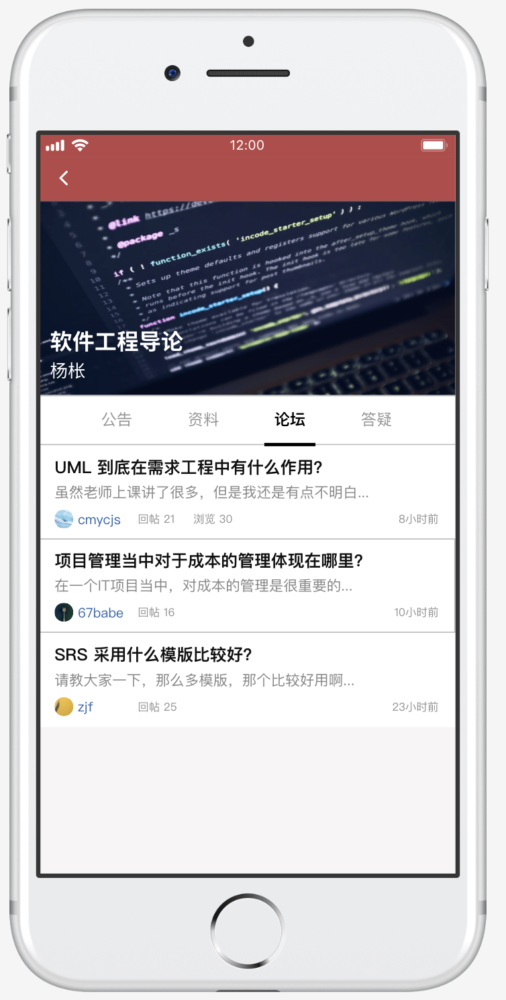 12:00
@link https://
* @package _s
*/
if ( ! function_exists( 'incode_starter_setup' ) ) :
/**
* Sets up theme defaults and registers support for various WordPress
* Note that this function is hooked into the after_setup_theme hook, which
* runs before the init hook. The init hook is too late for some features,
* as indicating support for post thumbnails.
*/
function incode_starter_setup() {
软件工程导论
杨枨
公告 资料 论坛 答疑
UML 到底在需求工程中有什么作用?
虽然老师上课讲了很多，但是我还是有点不明白...
cmycjs 回帖 21 浏览 30 8小时前
项目管理当中对于成本的管理体现在哪里?
在一个IT项目当中，对成本的管理是很重要的...
67babe 回帖 16 10小时前
SRS 采用什么模版比较好?
请教大家一下，那么多模版，那个比较好用啊...
zjf 回帖 25 23小时前